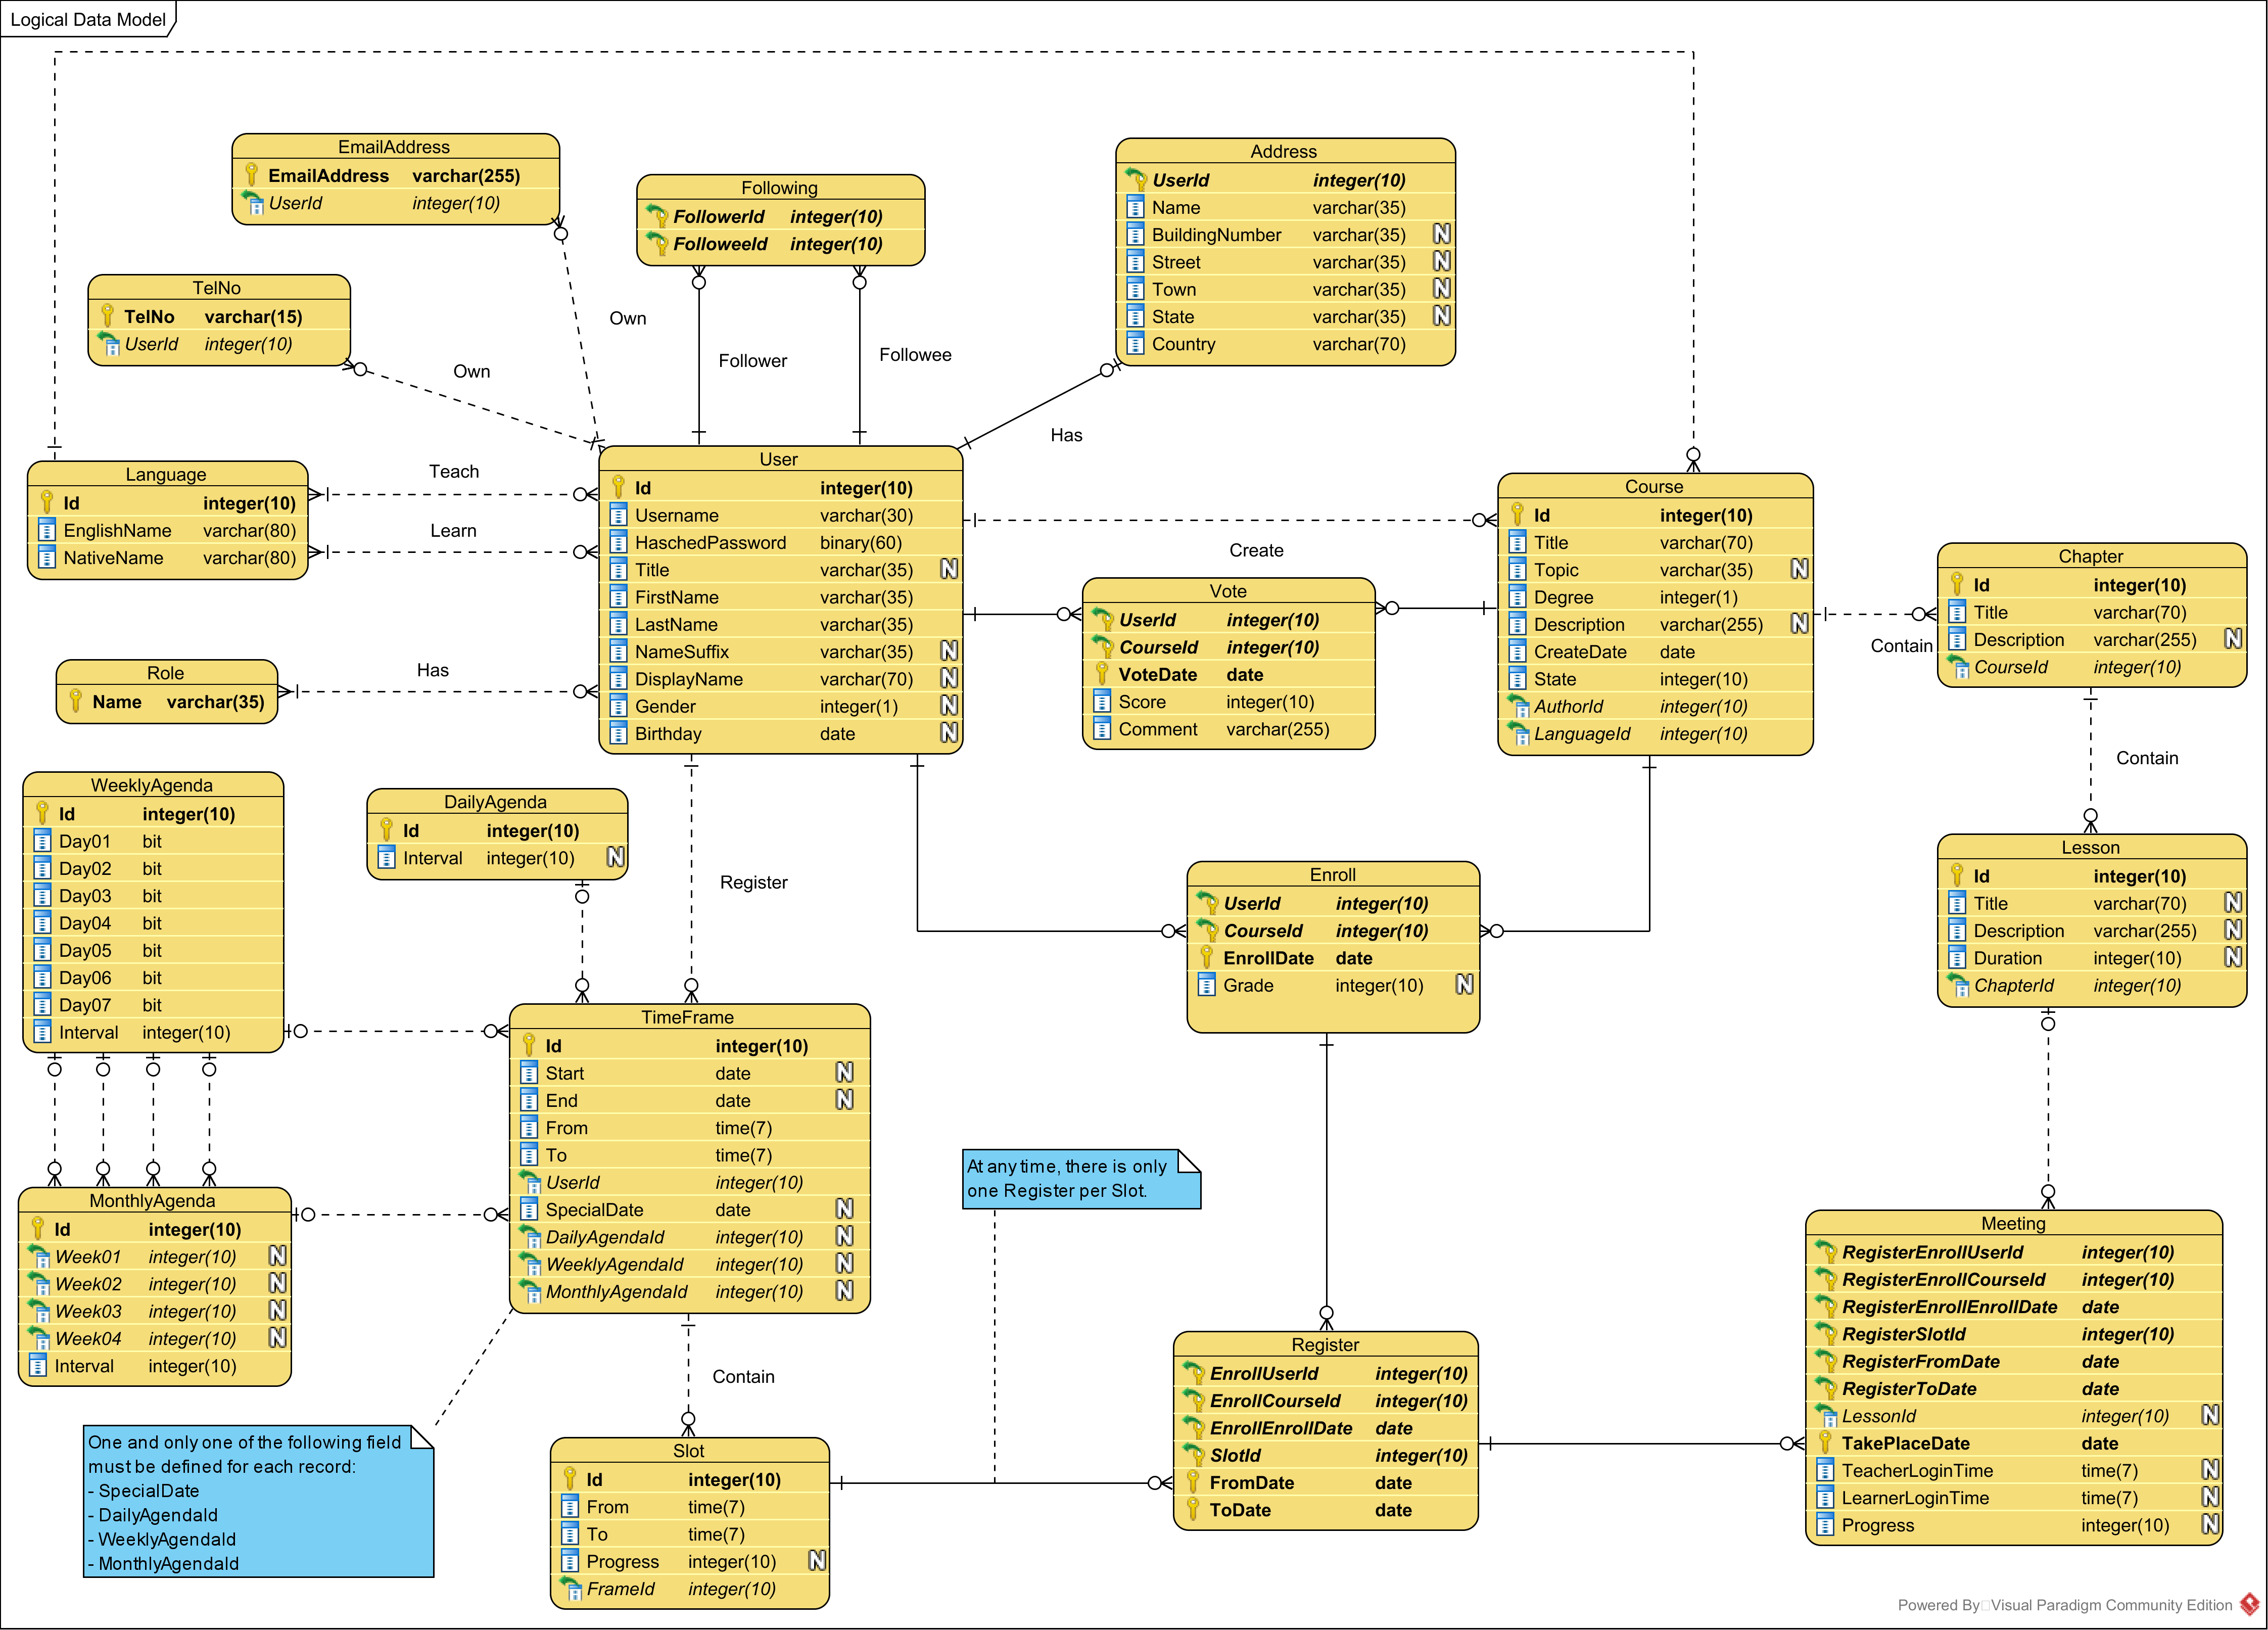 Logical Data Model
EmailAddress
EmailAddress varchar(255)
UserId integer(10)
Following
FollowerId integer(10)
FolloweeId integer(10)
Address
UserId integer(10)
Name varchar(35)
BuildingNumber varchar(35) N
Street varchar(35) N
Town varchar(35) N
State varchar(35) N
Country varchar(70)
TelNo
TelNo varchar(15)
UserId integer(10)
Own
Own
Follower
Followee
Has
Language
Id integer(10)
EnglishName varchar(80)
NativeName varchar(80)
Teach
Learn
User
Id integer(10)
Username varchar(30)
HaschedPassword binary(60)
Title varchar(35) N
FirstName varchar(35)
LastName varchar(35)
NameSuffix varchar(35) N
DisplayName varchar(70) N
Gender integer(1) N
Birthday date N
Create
Course
Id integer(10)
Title varchar(70)
Topic varchar(35) N
Degree integer(1)
Description varchar(255) N
CreateDate date
State integer(10)
AuthorId integer(10)
LanguageId integer(10)
Vote
UserId integer(10)
CourseId integer(10)
VoteDate date
Score integer(10)
Comment varchar(255)
Contain
Chapter
Id integer(10)
Title varchar(70)
Description varchar(255) N
CourseId integer(10)
Role
Name varchar(35)
Has
Contain
WeeklyAgenda
Id integer(10)
Day01 bit
Day02 bit
Day03 bit
Day04 bit
Day05 bit
Day06 bit
Day07 bit
Interval integer(10)
DailyAgenda
Id integer(10)
Interval integer(10) N
Register
Enroll
UserId integer(10)
CourseId integer(10)
EnrollDate date
Grade integer(10) N
Lesson
Id integer(10)
Title varchar(70) N
Description varchar(255) N
Duration integer(10) N
ChapterId integer(10)
TimeFrame
Id integer(10)
Start date N
End date N
From time(7)
To time(7)
UserId integer(10)
SpecialDate date N
DailyAgendaId integer(10) N
WeeklyAgendaId integer(10) N
MonthlyAgendaId integer(10) N
At any time, there is only
one Register per Slot.
MonthlyAgenda
Id integer(10)
Week01 integer(10) N
Week02 integer(10) N
Week03 integer(10) N
Week04 integer(10) N
Interval integer(10)
Contain
Meeting
RegisterEnrollUserId integer(10)
RegisterEnrollCourseId integer(10)
RegisterEnrollEnrollDate date
RegisterSlotId integer(10)
RegisterFromDate date
RegisterToDate date
LessonId integer(10) N
TakePlaceDate date
TeacherLoginTime time(7) N
LearnerLoginTime time(7) N
Progress integer(10) N
Register
EnrollUserId integer(10)
EnrollCourseId integer(10)
EnrollEnrollDate date
SlotId integer(10)
FromDate date
ToDate date
One and only one of the following field
must be defined for each record:
- SpecialDate
- DailyAgendaId
- WeeklyAgendaId
- MonthlyAgendaId
Slot
Id integer(10)
From time(7)
To time(7)
Progress integer(10) N
FrameId integer(10)
Powered By Visual Paradigm Community Edition